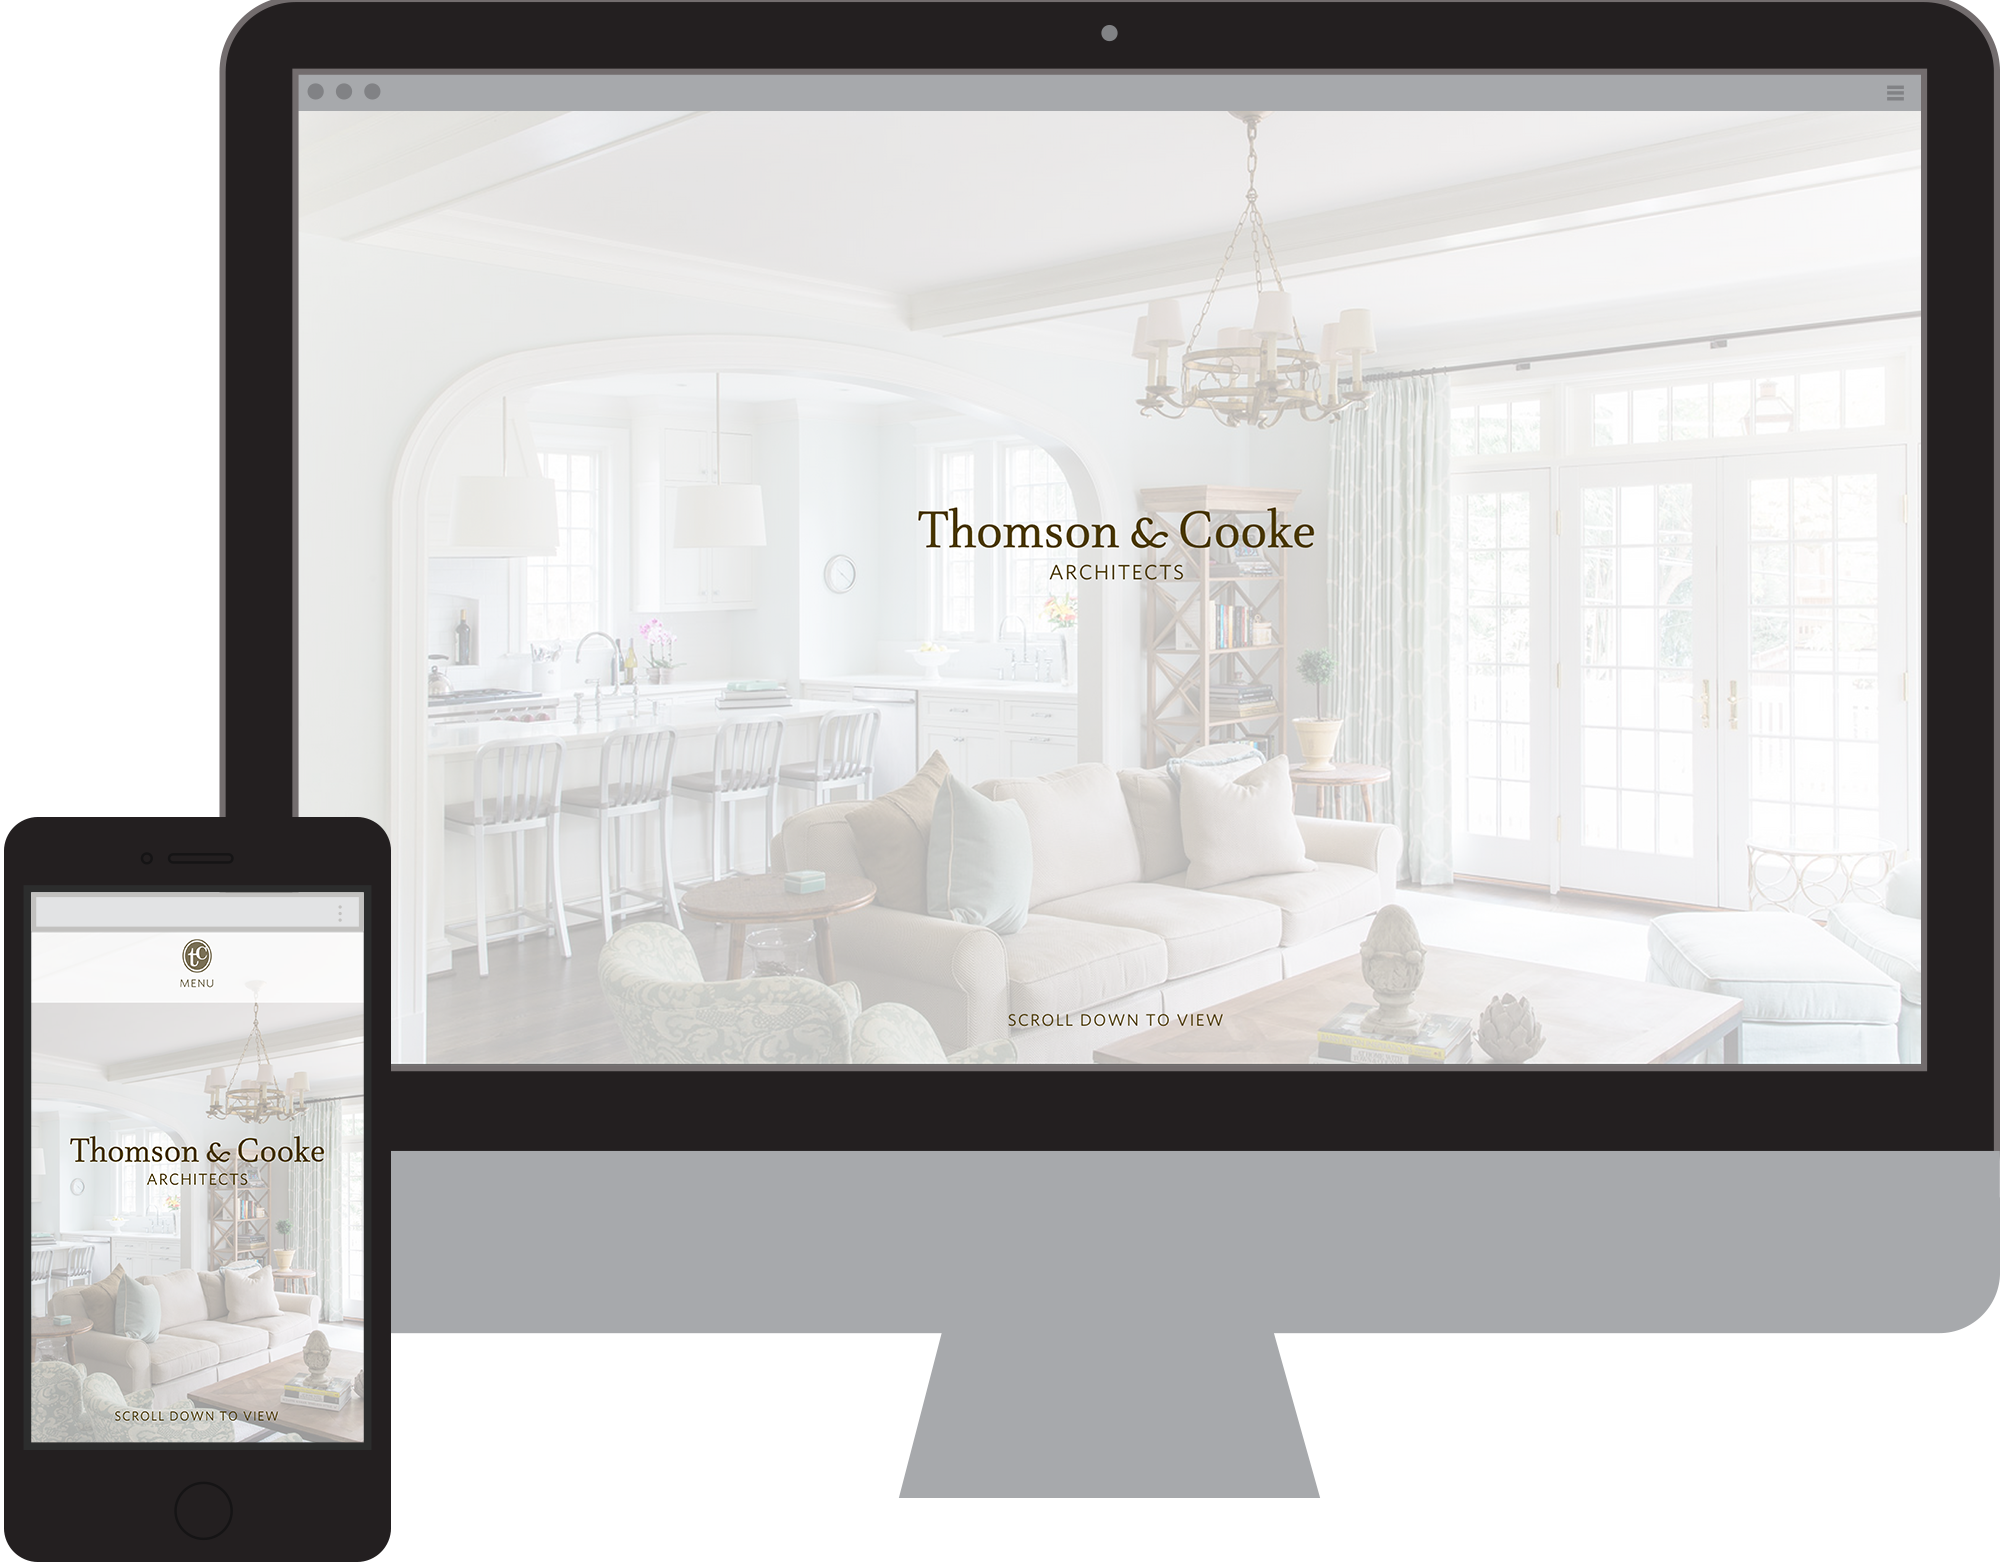 Thomson & Cooke
ARCHITECTS
SCROLL DOWN TO VIEW
tc
MENU
Thomson & Cooke
ARCHITECTS
SCROLL DOWN TO VIEW